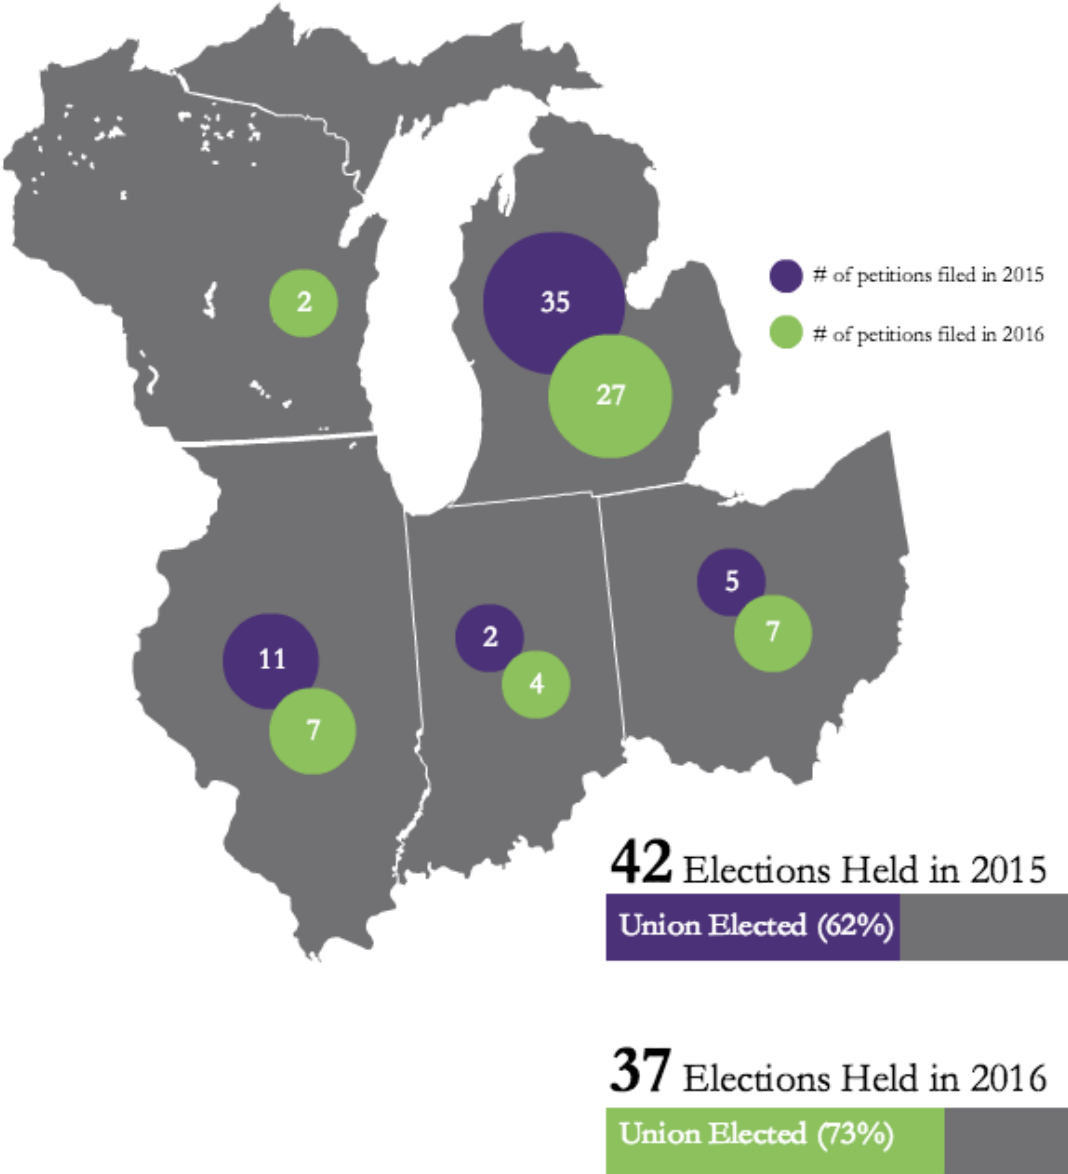 2
35
27
# of petitions filed in 2015
# of petitions filed in 2016
5
7
2
4
11
7
42 Elections Held in 2015
Union Elected (62%)
37 Elections Held in 2016
Union Elected (73%)